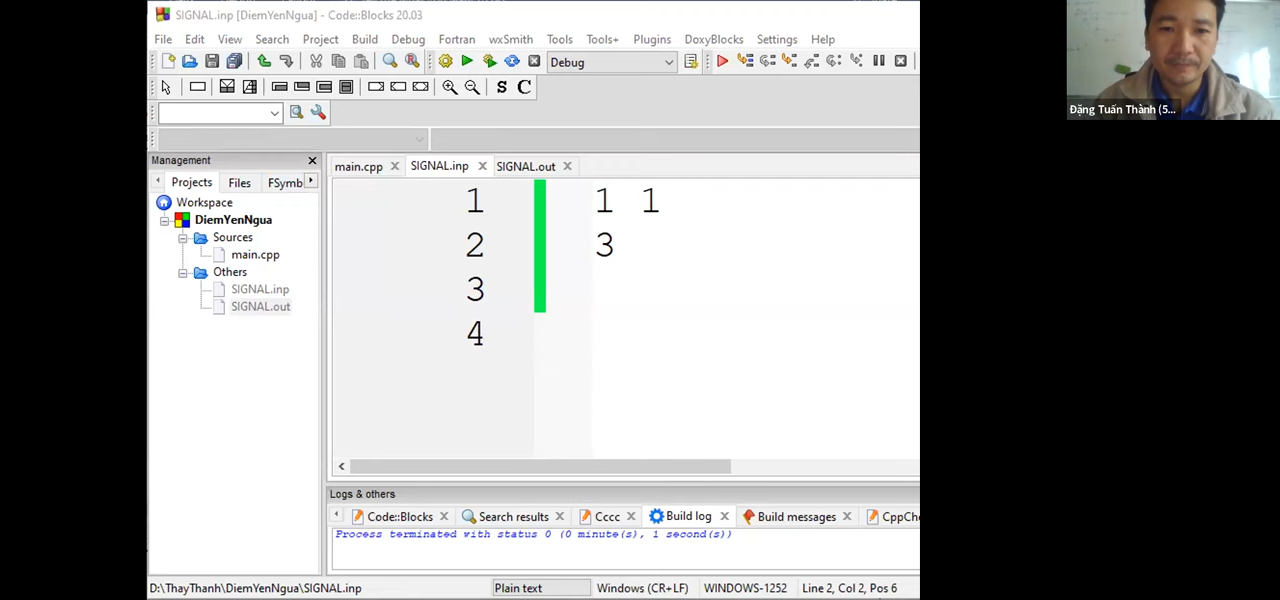 SIGNAL.inp [DiemYenNgua] - Code::Blocks 20.03
File Edit View Search Project Build Debug Fortran wxSmith Tools Tools+ Plugins DoxyBlocks Settings Help
Debug
S C
Management
Projects Files FSymb
Workspace
DiemYenNgua
Sources
main.cpp
Others
SIGNAL.inp
SIGNAL.out
main.cpp SIGNAL.inp SIGNAL.out
1 1 1
2 3
3
4
Logs & others
Code::Blocks Search results Cccc Build log Build messages CppChe
Process terminated with status 0 (0 minute(s), 1 second(s))
D:\ThayThanh\DiemYenNgua\SIGNAL.inp Plain text Windows (CR+LF) WINDOWS-1252 Line 2, Col 2, Pos 6
Đặng Tuấn Thành (5...